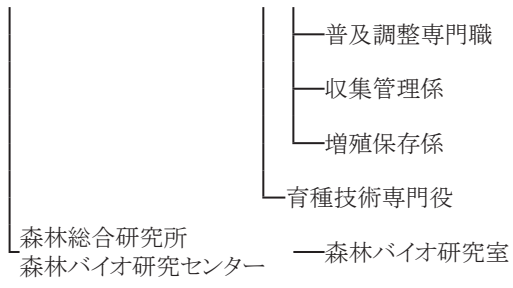 普及調整専門職
収集管理係
増殖保存係
育種技術専門役
森林総合研究所
森林バイオ研究センター
森林バイオ研究室